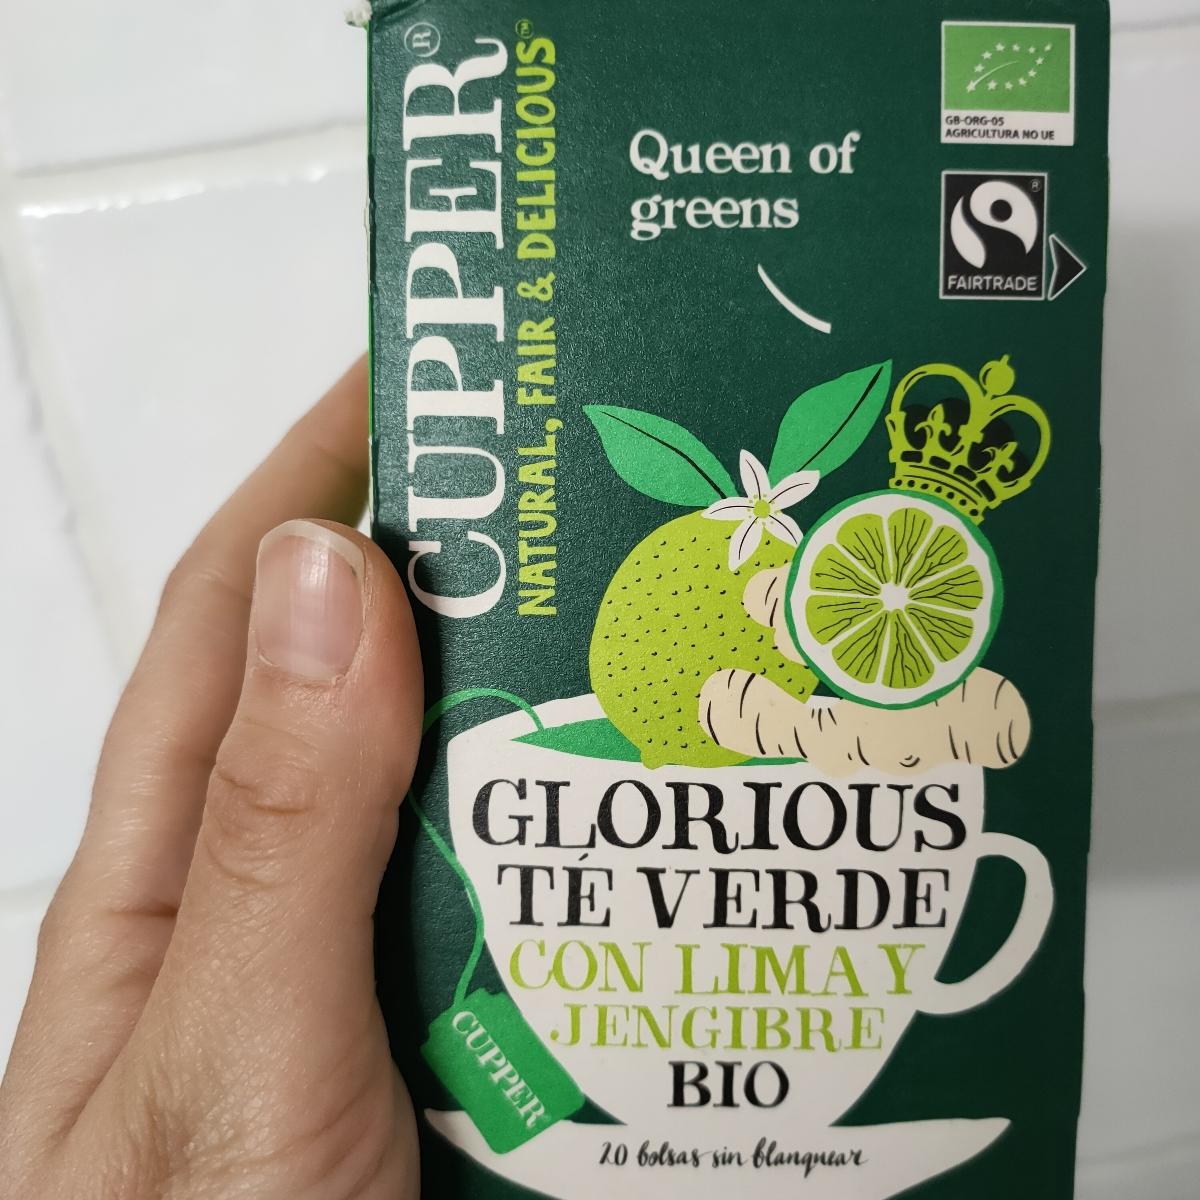 CUPPER®
NATURAL, FAIR & DELICIOUS™
Queen of
greens
GB-ORG-05
AGRICULTURA NO UE
®
FAIRTRADE
GLORIOUS
TÉ VERDE
CON LIMA Y
JENGIBRE
BIO
CUPPER®
20 bolsas sin blanquear